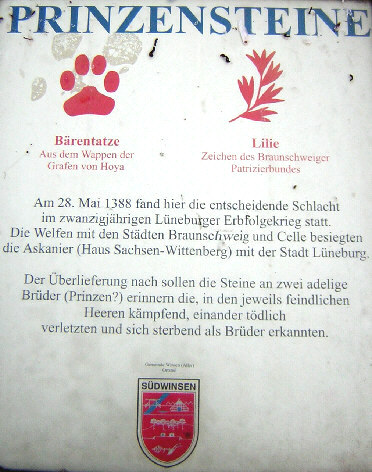 PRINZENSTEINE
Bärentatze
Aus dem Wappen der
Grafen von Hoya
Lilie
Zeichen des Braunschweiger
Patrizierbundes
Am 28. Mai 1388 fand hier die entscheidende Schlacht
im zwanzigjährigen Lüneburger Erbfolgekrieg statt.
Die Welfen mit den Städten Braunschweig und Celle besiegten
die Askanier (Haus Sachsen-Wittenberg) mit der Stadt Lüneburg.
Der Überlieferung nach sollen die Steine an zwei adelige
Brüder (Prinzen?) erinnern die, in den jeweils feindlichen
Heeren kämpfend, einander tödlich
verletzten und sich sterbend als Brüder erkannten.
Gemeinde Winsen (Aller)
SÜDWINSEN